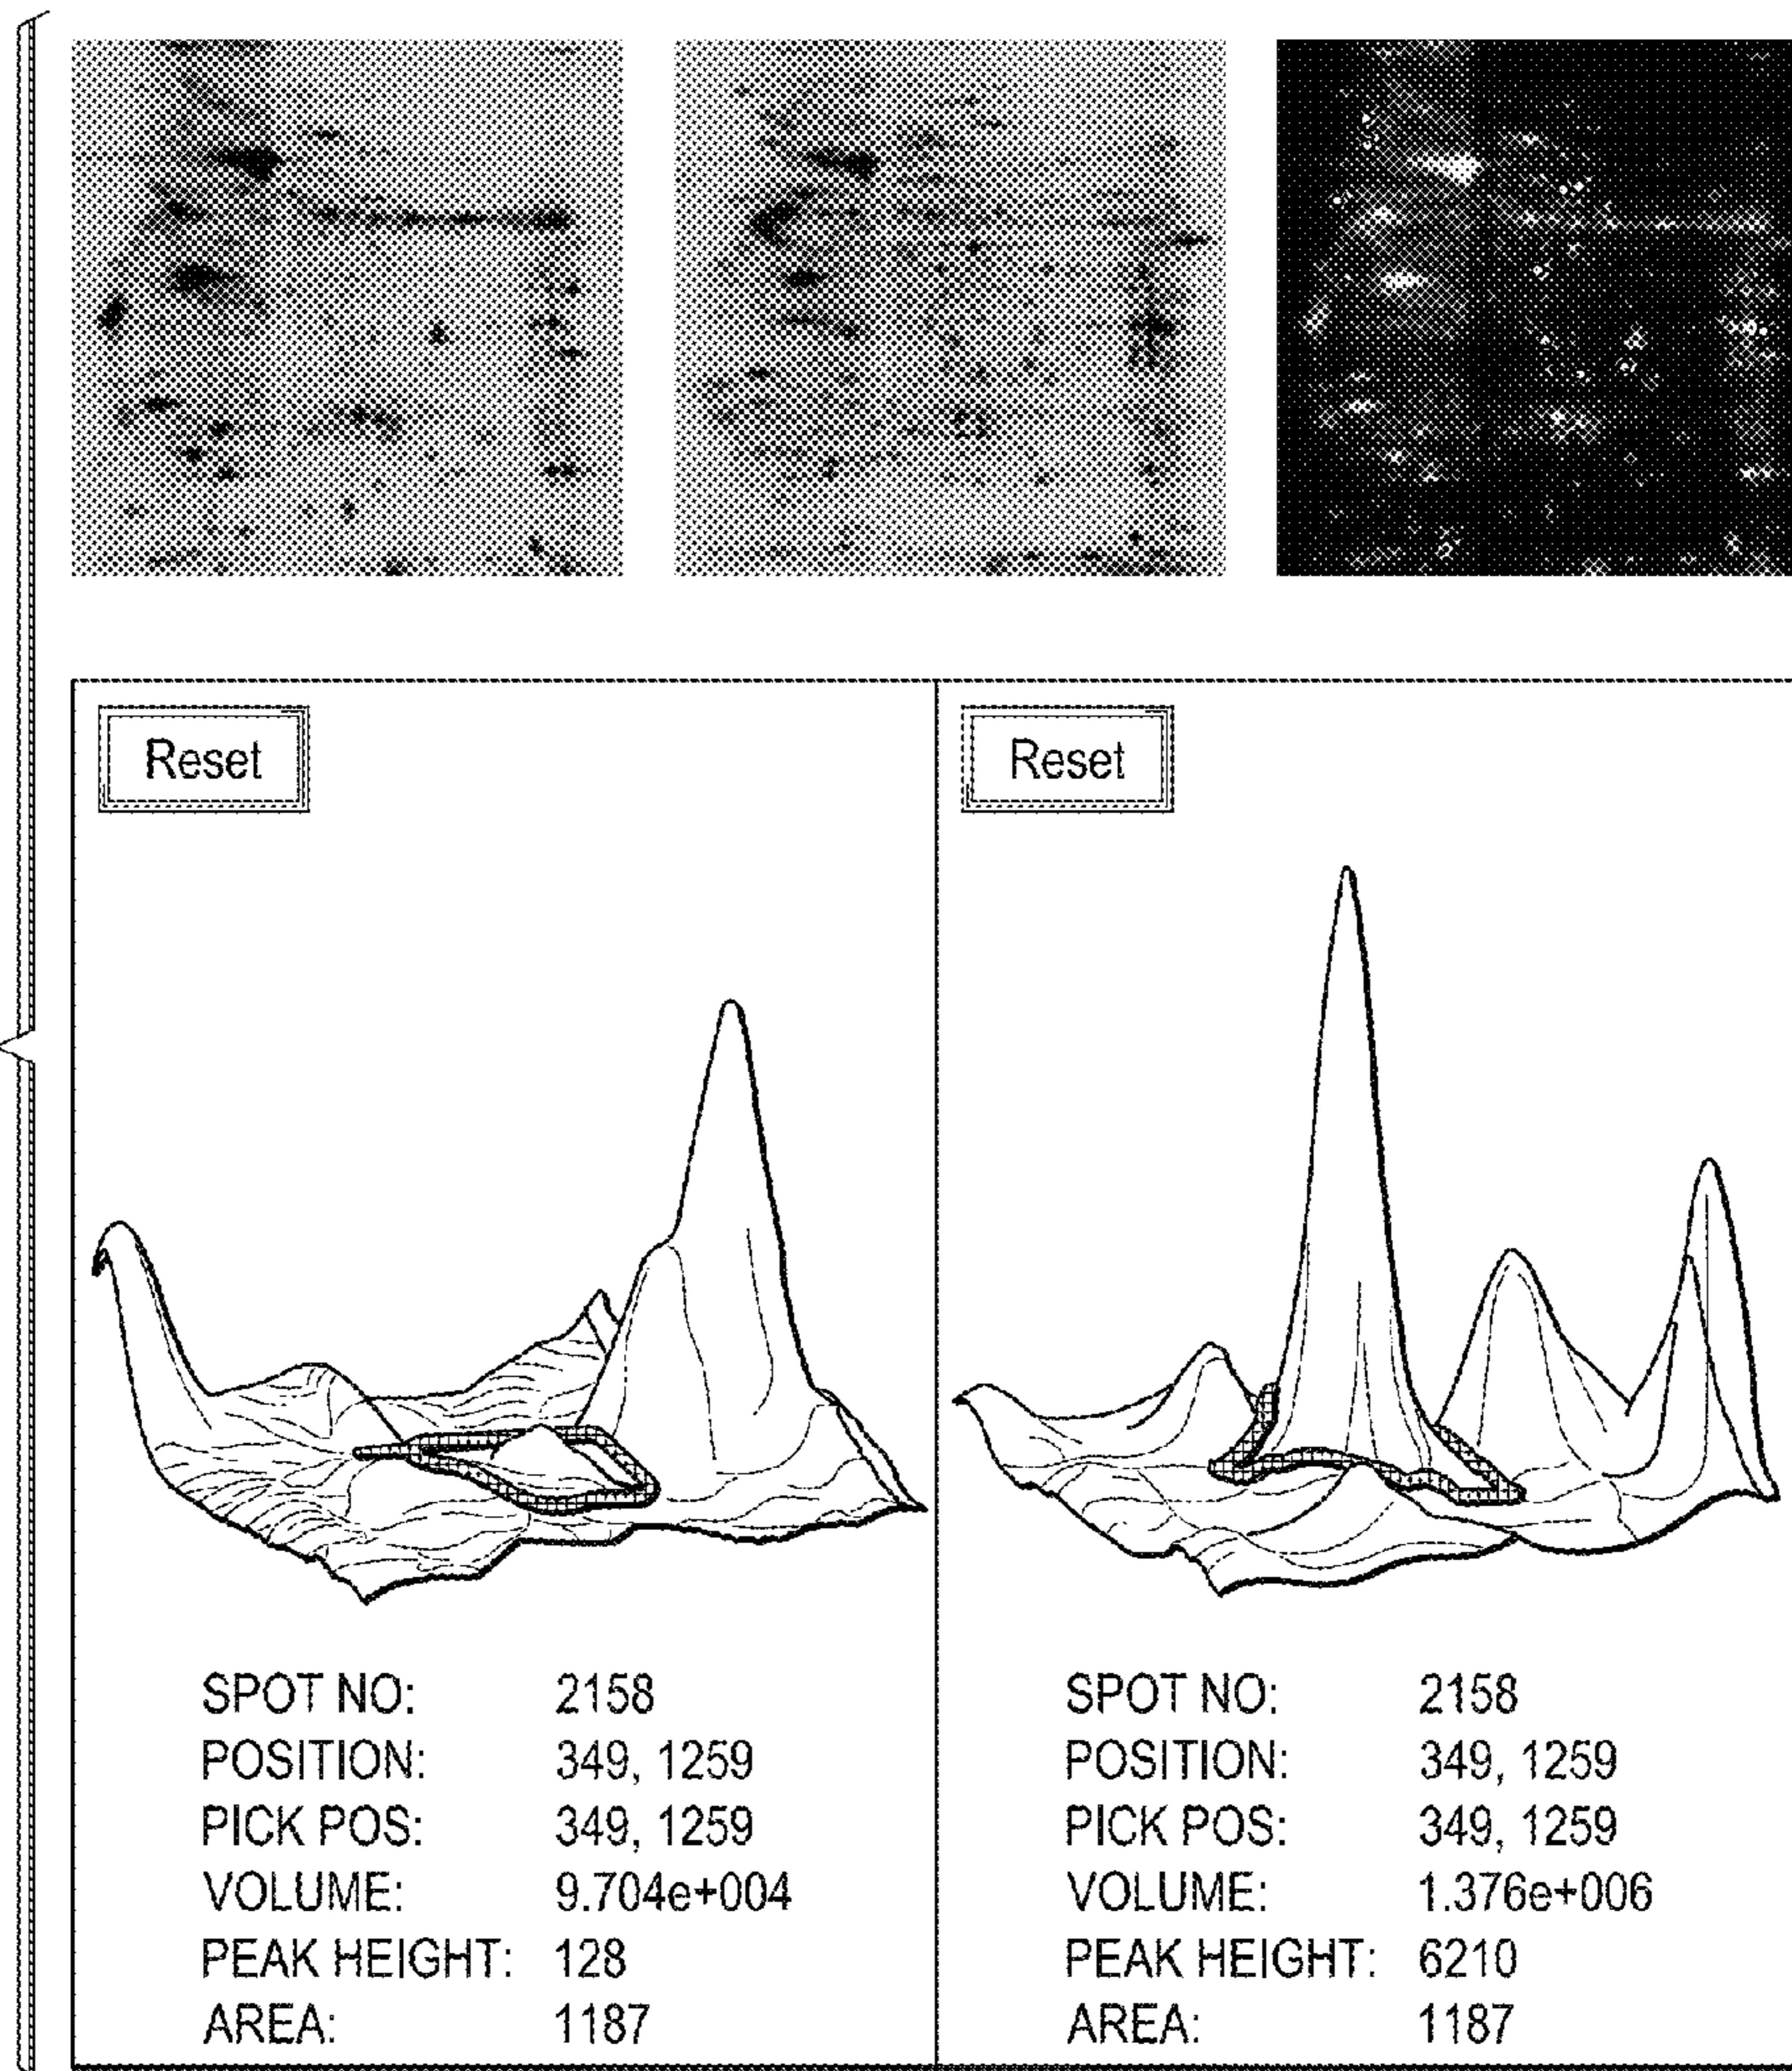 Reset
SPOT NO: 2158
POSITION: 349, 1259
PICK POS: 349, 1259
VOLUME: 9.704e+004
PEAK HEIGHT: 128
AREA: 1187
Reset
SPOT NO: 2158
POSITION: 349, 1259
PICK POS: 349, 1259
VOLUME: 1.376e+006
PEAK HEIGHT: 6210
AREA: 1187